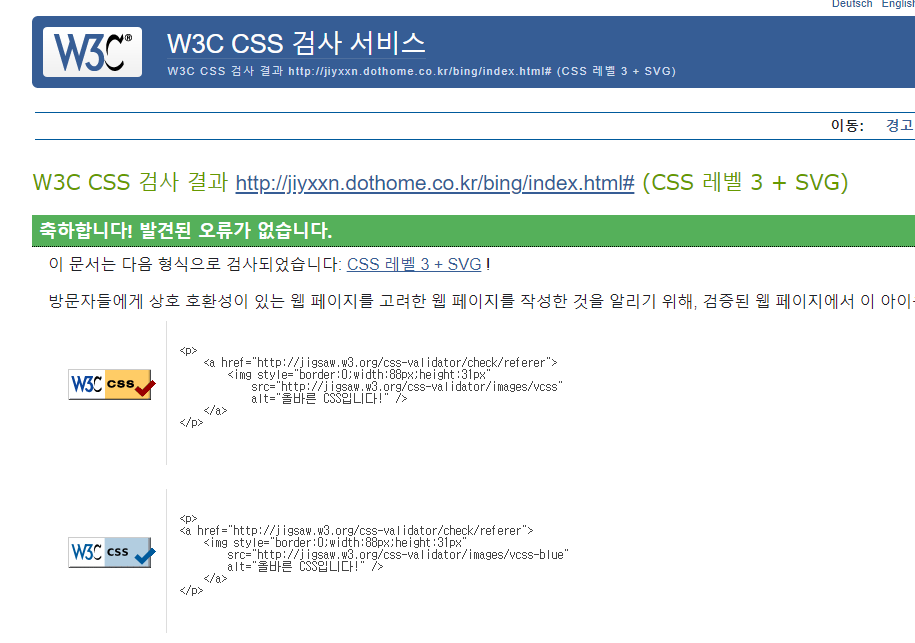 Deutsch English
W3C®
W3C CSS 검사 서비스
W3C CSS 검사 결과 http://jiyxxn.dothome.co.kr/bing/index.html# (CSS 레벨 3 + SVG)
이동: 경고
W3C CSS 검사 결과 http://jiyxxn.dothome.co.kr/bing/index.html# (CSS 레벨 3 + SVG)
축하합니다! 발견된 오류가 없습니다.
이 문서는 다음 형식으로 검사되었습니다: CSS 레벨 3 + SVG !
방문자들에게 상호 호환성이 있는 웹 페이지를 고려한 웹 페이지를 작성한 것을 알리기 위해, 검증된 웹 페이지에서 이 아이
W3C css
<p>
<a href="http://jigsaw.w3.org/css-validator/check/referer">
<img style="border:0;width:88px;height:31px"
src="http://jigsaw.w3.org/css-validator/images/vcss"
alt="올바른 CSS입니다!" />
</a>
</p>
W3C css
<p>
<a href="http://jigsaw.w3.org/css-validator/check/referer">
<img style="border:0;width:88px;height:31px"
src="http://jigsaw.w3.org/css-validator/images/vcss-blue"
alt="올바른 CSS입니다!" />
</a>
</p>